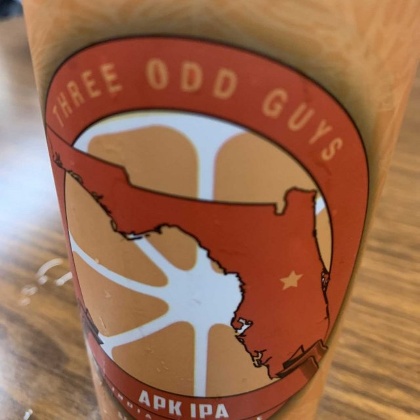 THREE ODD GUYS
APK IPA